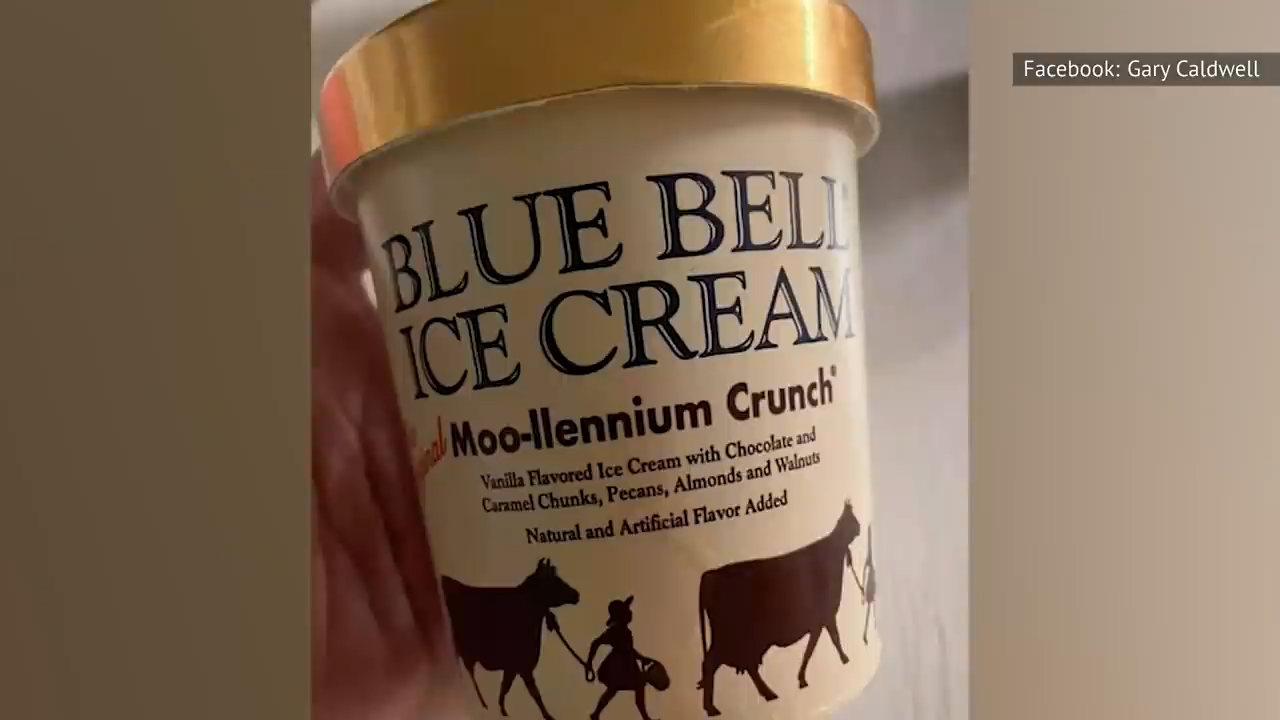 Facebook: Gary Caldwell
BLUE BELL
ICE CREAM
Moo-llennium Crunch®
Vanilla Flavored Ice Cream with Chocolate and
Caramel Chunks, Pecans, Almonds and Walnuts
Natural and Artificial Flavor Added